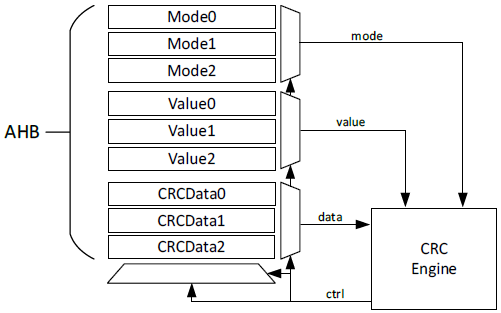 Mode0
Mode1
Mode2
mode
Value0
Value1
Value2
value
AHB
CRCData0
CRCData1
CRCData2
data
CRC
Engine
ctrl